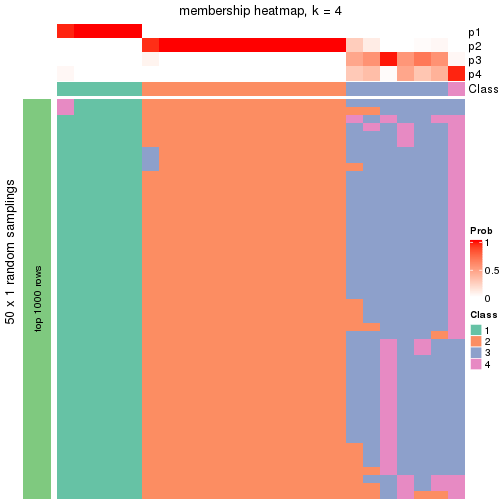 membership heatmap, k = 4
p1
p2
p3
p4
Class
50 x 1 random samplings
top 1000 rows
Prob
1
0.5
0
Class
1
2
3
4